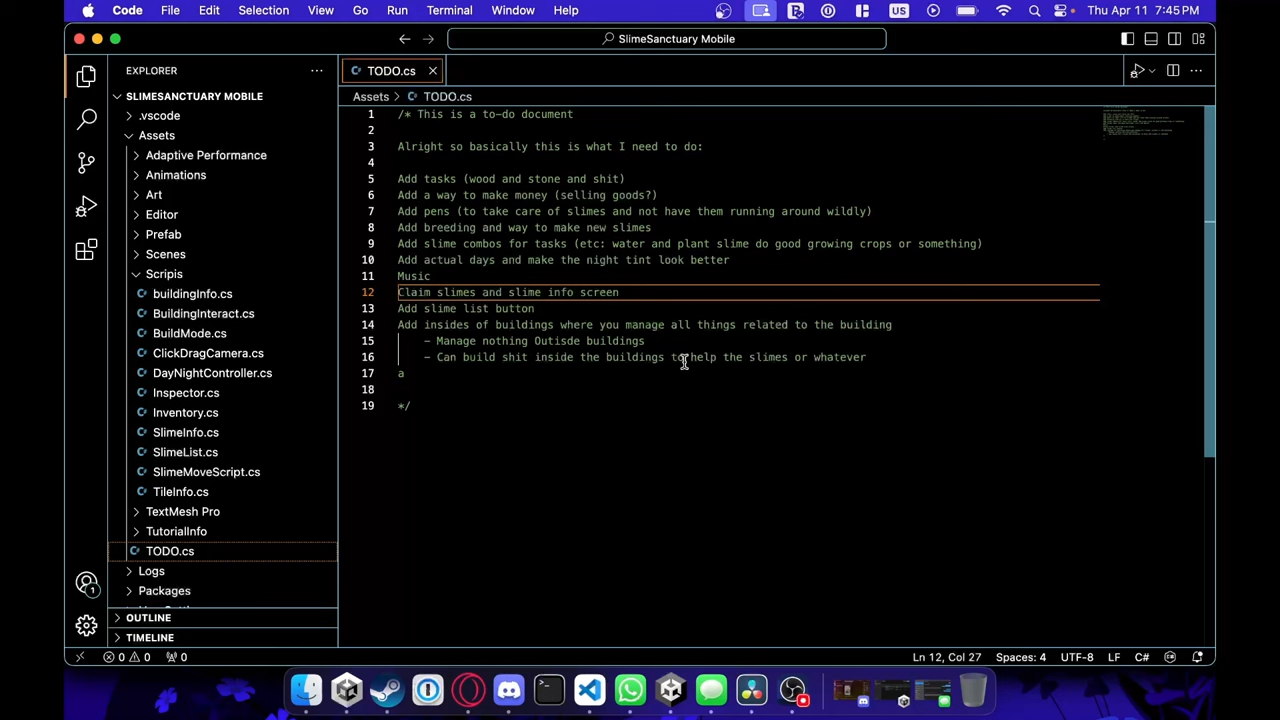 Code File Edit Selection View Go Run Terminal Window Help US Thu Apr 11 7:45 PM
SlimeSanctuary Mobile
EXPLORER
TODO.cs
SLIMESANCTUARY MOBILE
Assets > TODO.cs
.vscode
Assets
Adaptive Performance
Animations
Art
Editor
Prefab
Scenes
Scripts
buildingInfo.cs
BuildingInteract.cs
BuildMode.cs
ClickDragCamera.cs
DayNightController.cs
Inspector.cs
Inventory.cs
SlimeInfo.cs
SlimeList.cs
SlimeMoveScript.cs
TileInfo.cs
TextMesh Pro
TutorialInfo
TODO.cs
Logs
Packages
OUTLINE
TIMELINE
1 /* This is a to-do document
2
3 Alright so basically this is what I need to do:
4
5 Add tasks (wood and stone and shit)
6 Add a way to make money (selling goods?)
7 Add pens (to take care of slimes and not have them running around wildly)
8 Add breeding and way to make new slimes
9 Add slime combos for tasks (etc: water and plant slime do good growing crops or something)
10 Add actual days and make the night tint look better
11 Music
12 Claim slimes and slime info screen
13 Add slime list button
14 Add insides of buildings where you manage all things related to the building
15 - Manage nothing Outisde buildings
16 - Can build shit inside the buildings to help the slimes or whatever
17 a
18
19 */
1
0 0 0 Ln 12, Col 27 Spaces: 4 UTF-8 LF C#